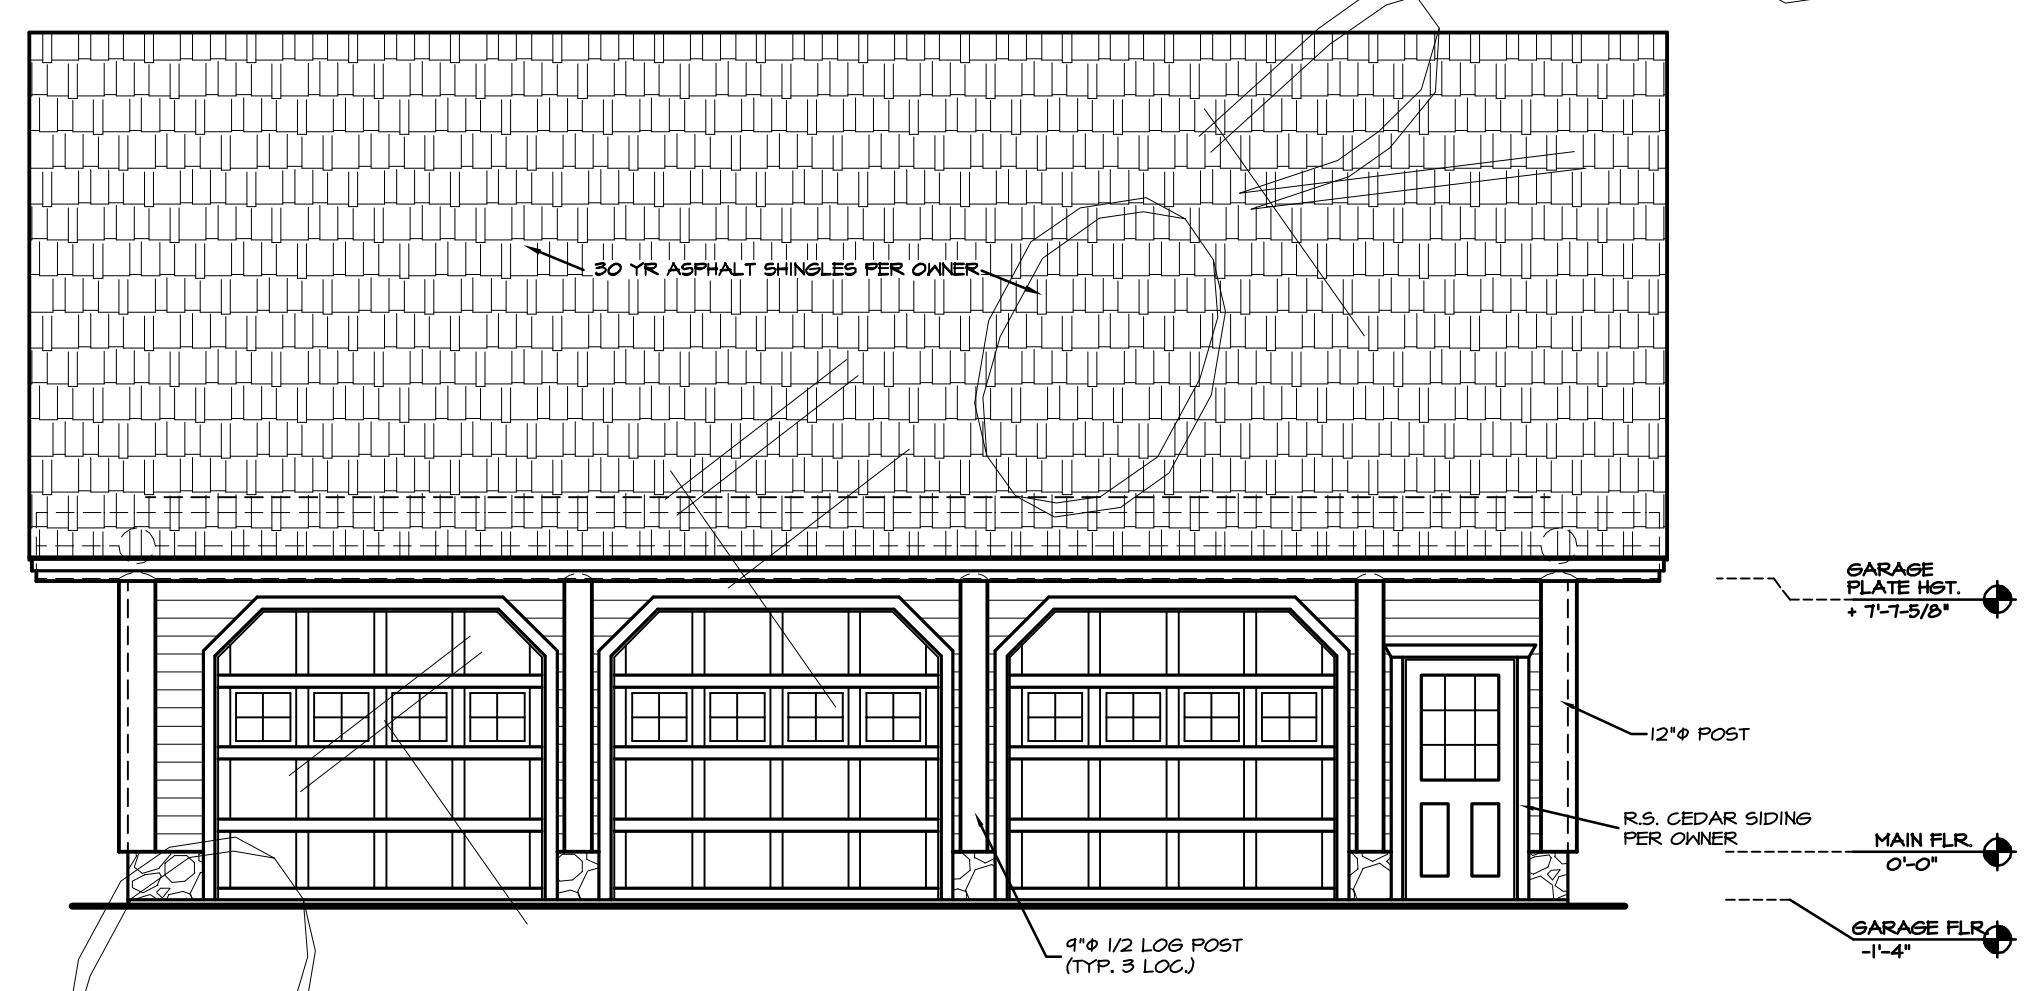 30 YR ASPHALT SHINGLES PER OWNER
GARAGE
PLATE HGT.
+ 7'-7-5/8"
12"Φ POST
R.S. CEDAR SIDING
PER OWNER
MAIN FLR.
0'-0"
GARAGE FLR.
-1'-4"
9"Φ 1/2 LOG POST
(TYP. 3 LOC.)